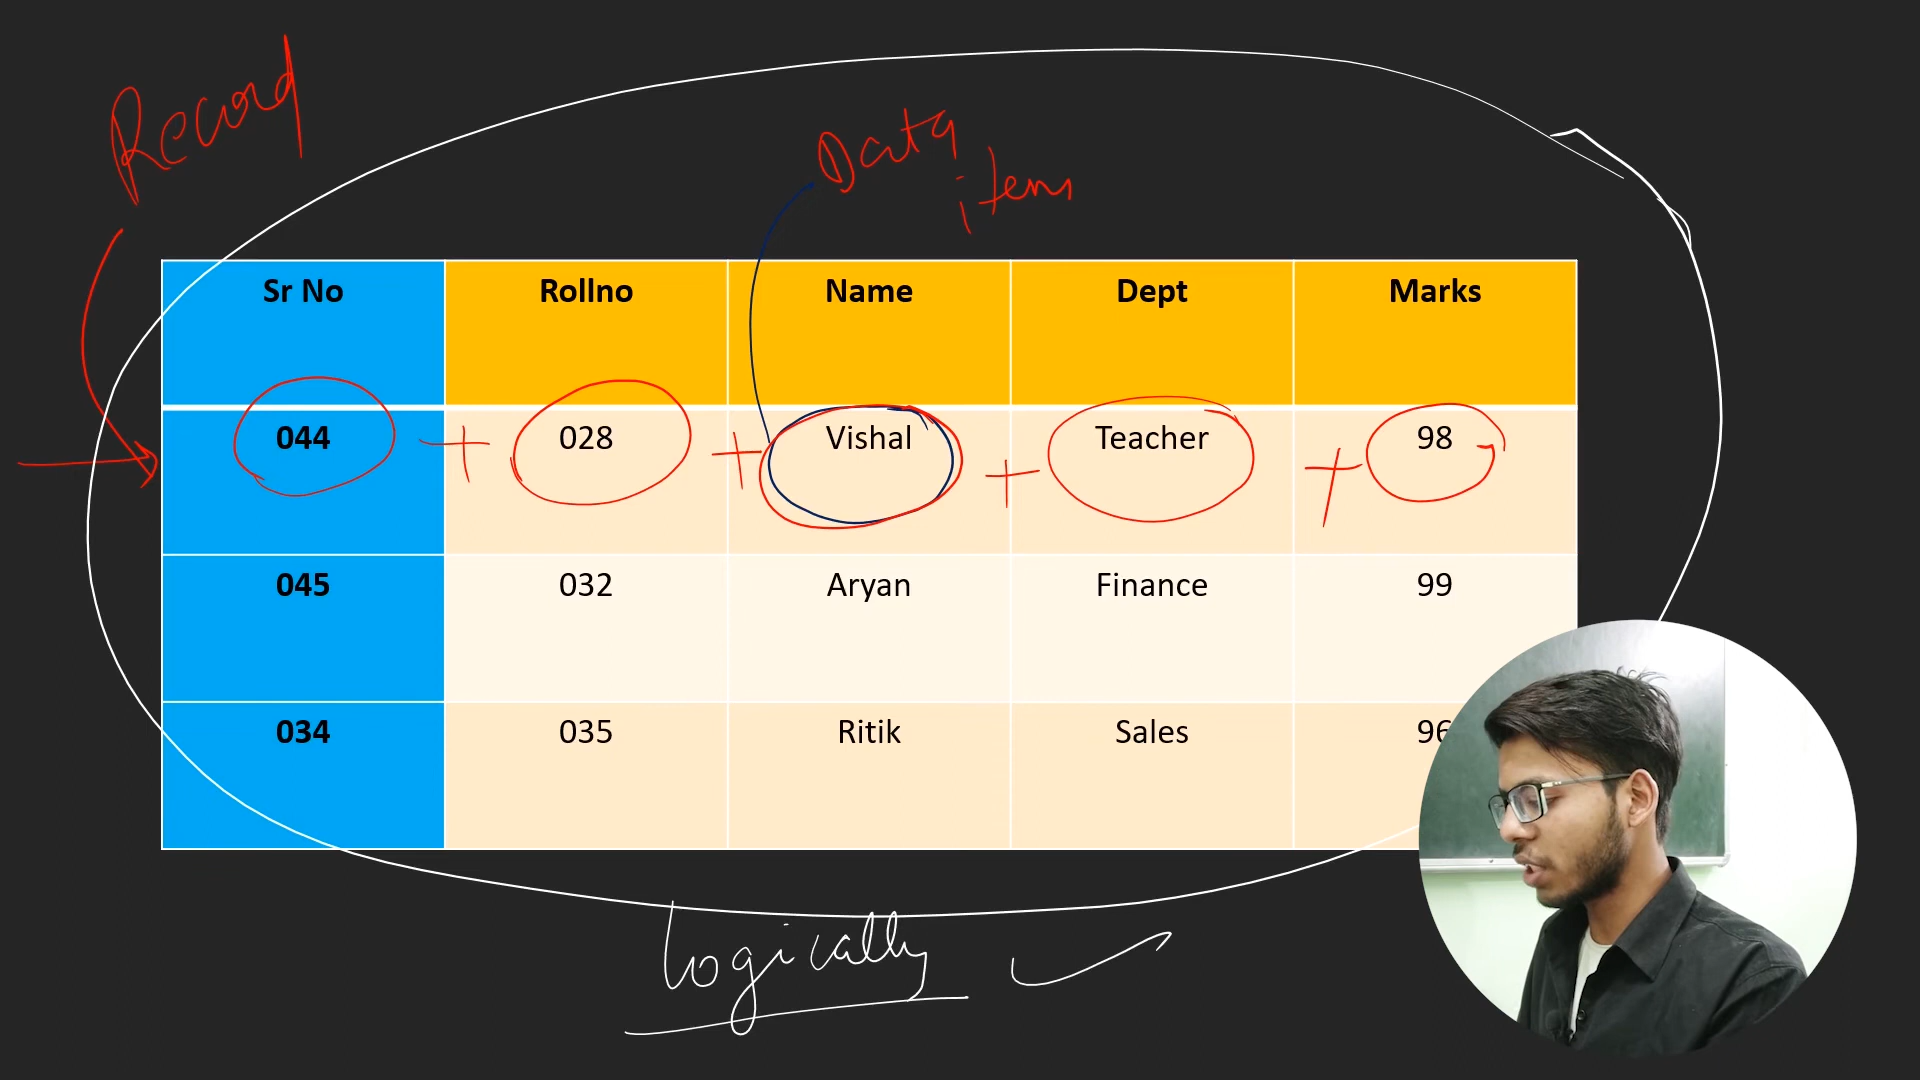 Record
Data
item
Sr No Rollno Name Dept Marks
044 + 028 + Vishal + Teacher + 98
045 032 Aryan Finance 99
034 035 Ritik Sales 96
logically